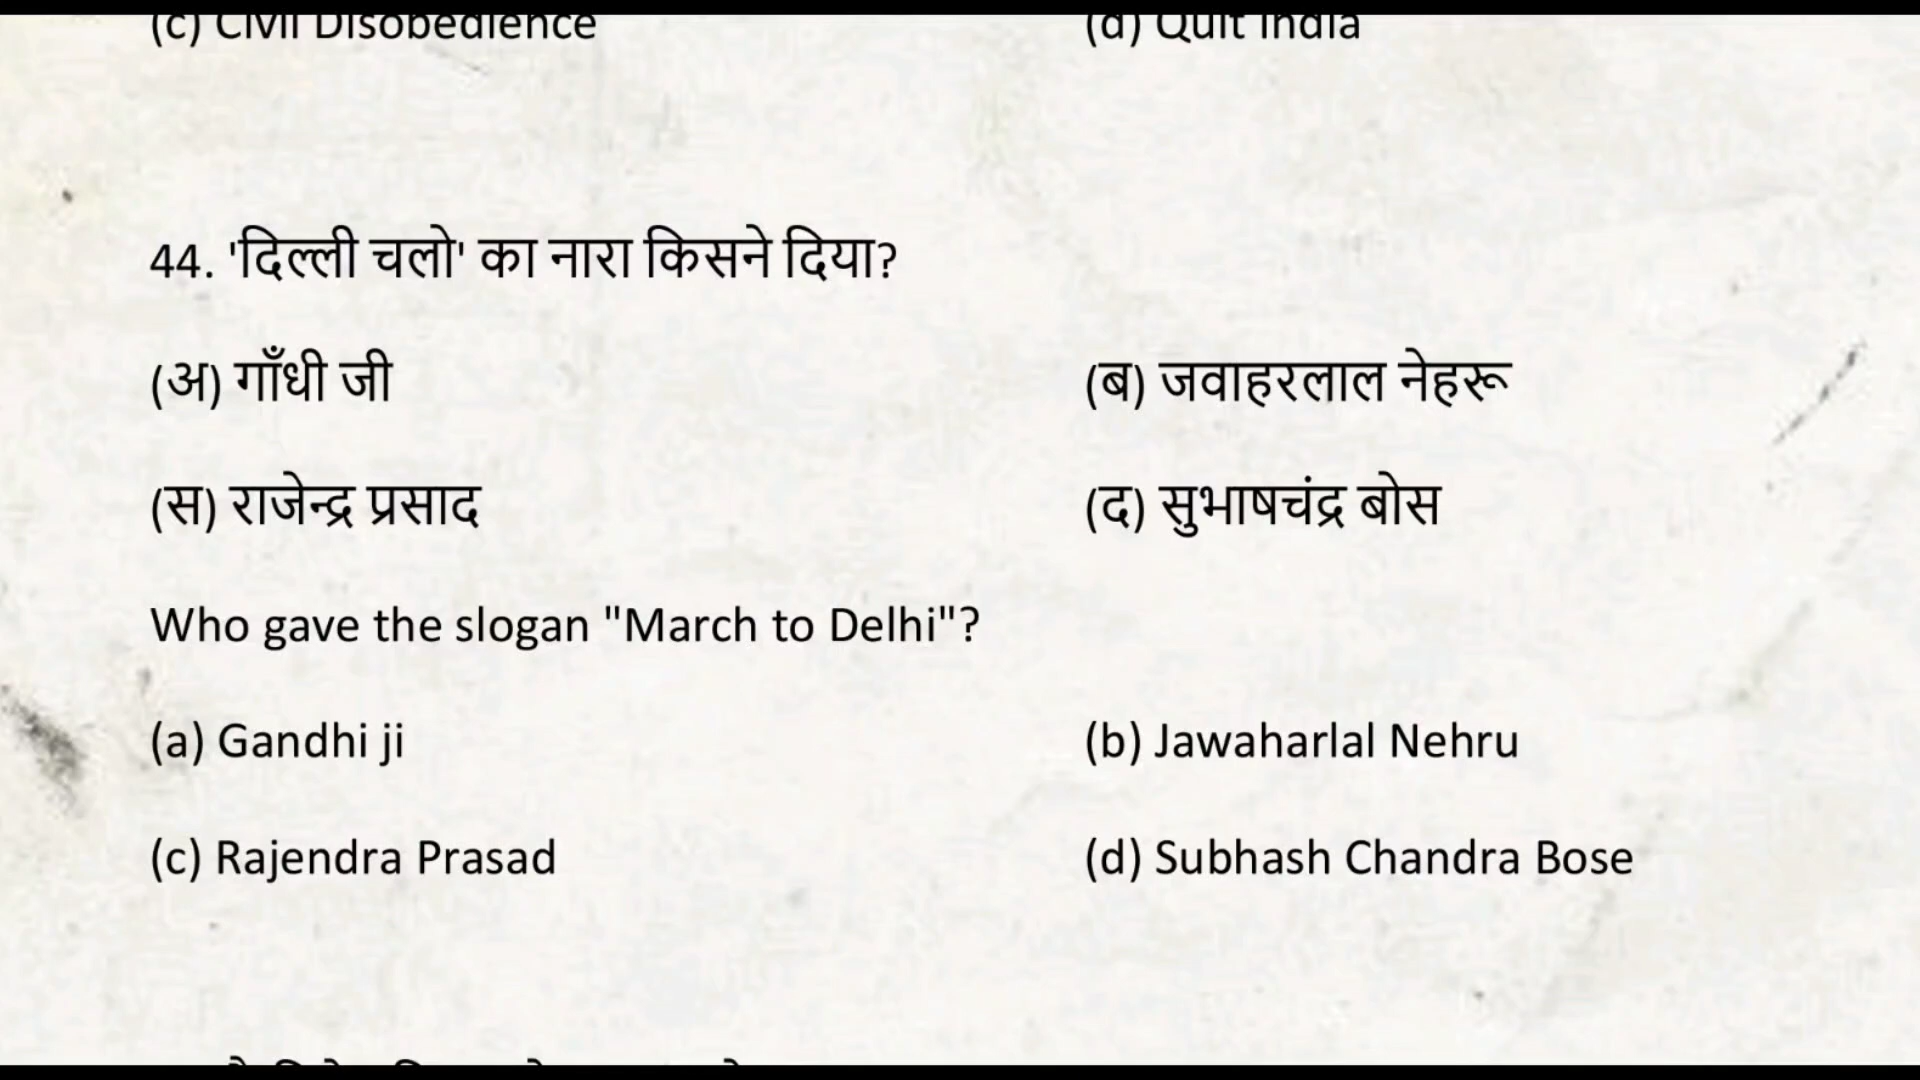 (c) Civil Disobedience (d) Quit India
44. 'दिल्ली चलो' का नारा किसने दिया?
(अ) गाँधी जी (ब) जवाहरलाल नेहरू
(स) राजेन्द्र प्रसाद (द) सुभाषचंद्र बोस
Who gave the slogan "March to Delhi"?
(a) Gandhi ji (b) Jawaharlal Nehru
(c) Rajendra Prasad (d) Subhash Chandra Bose